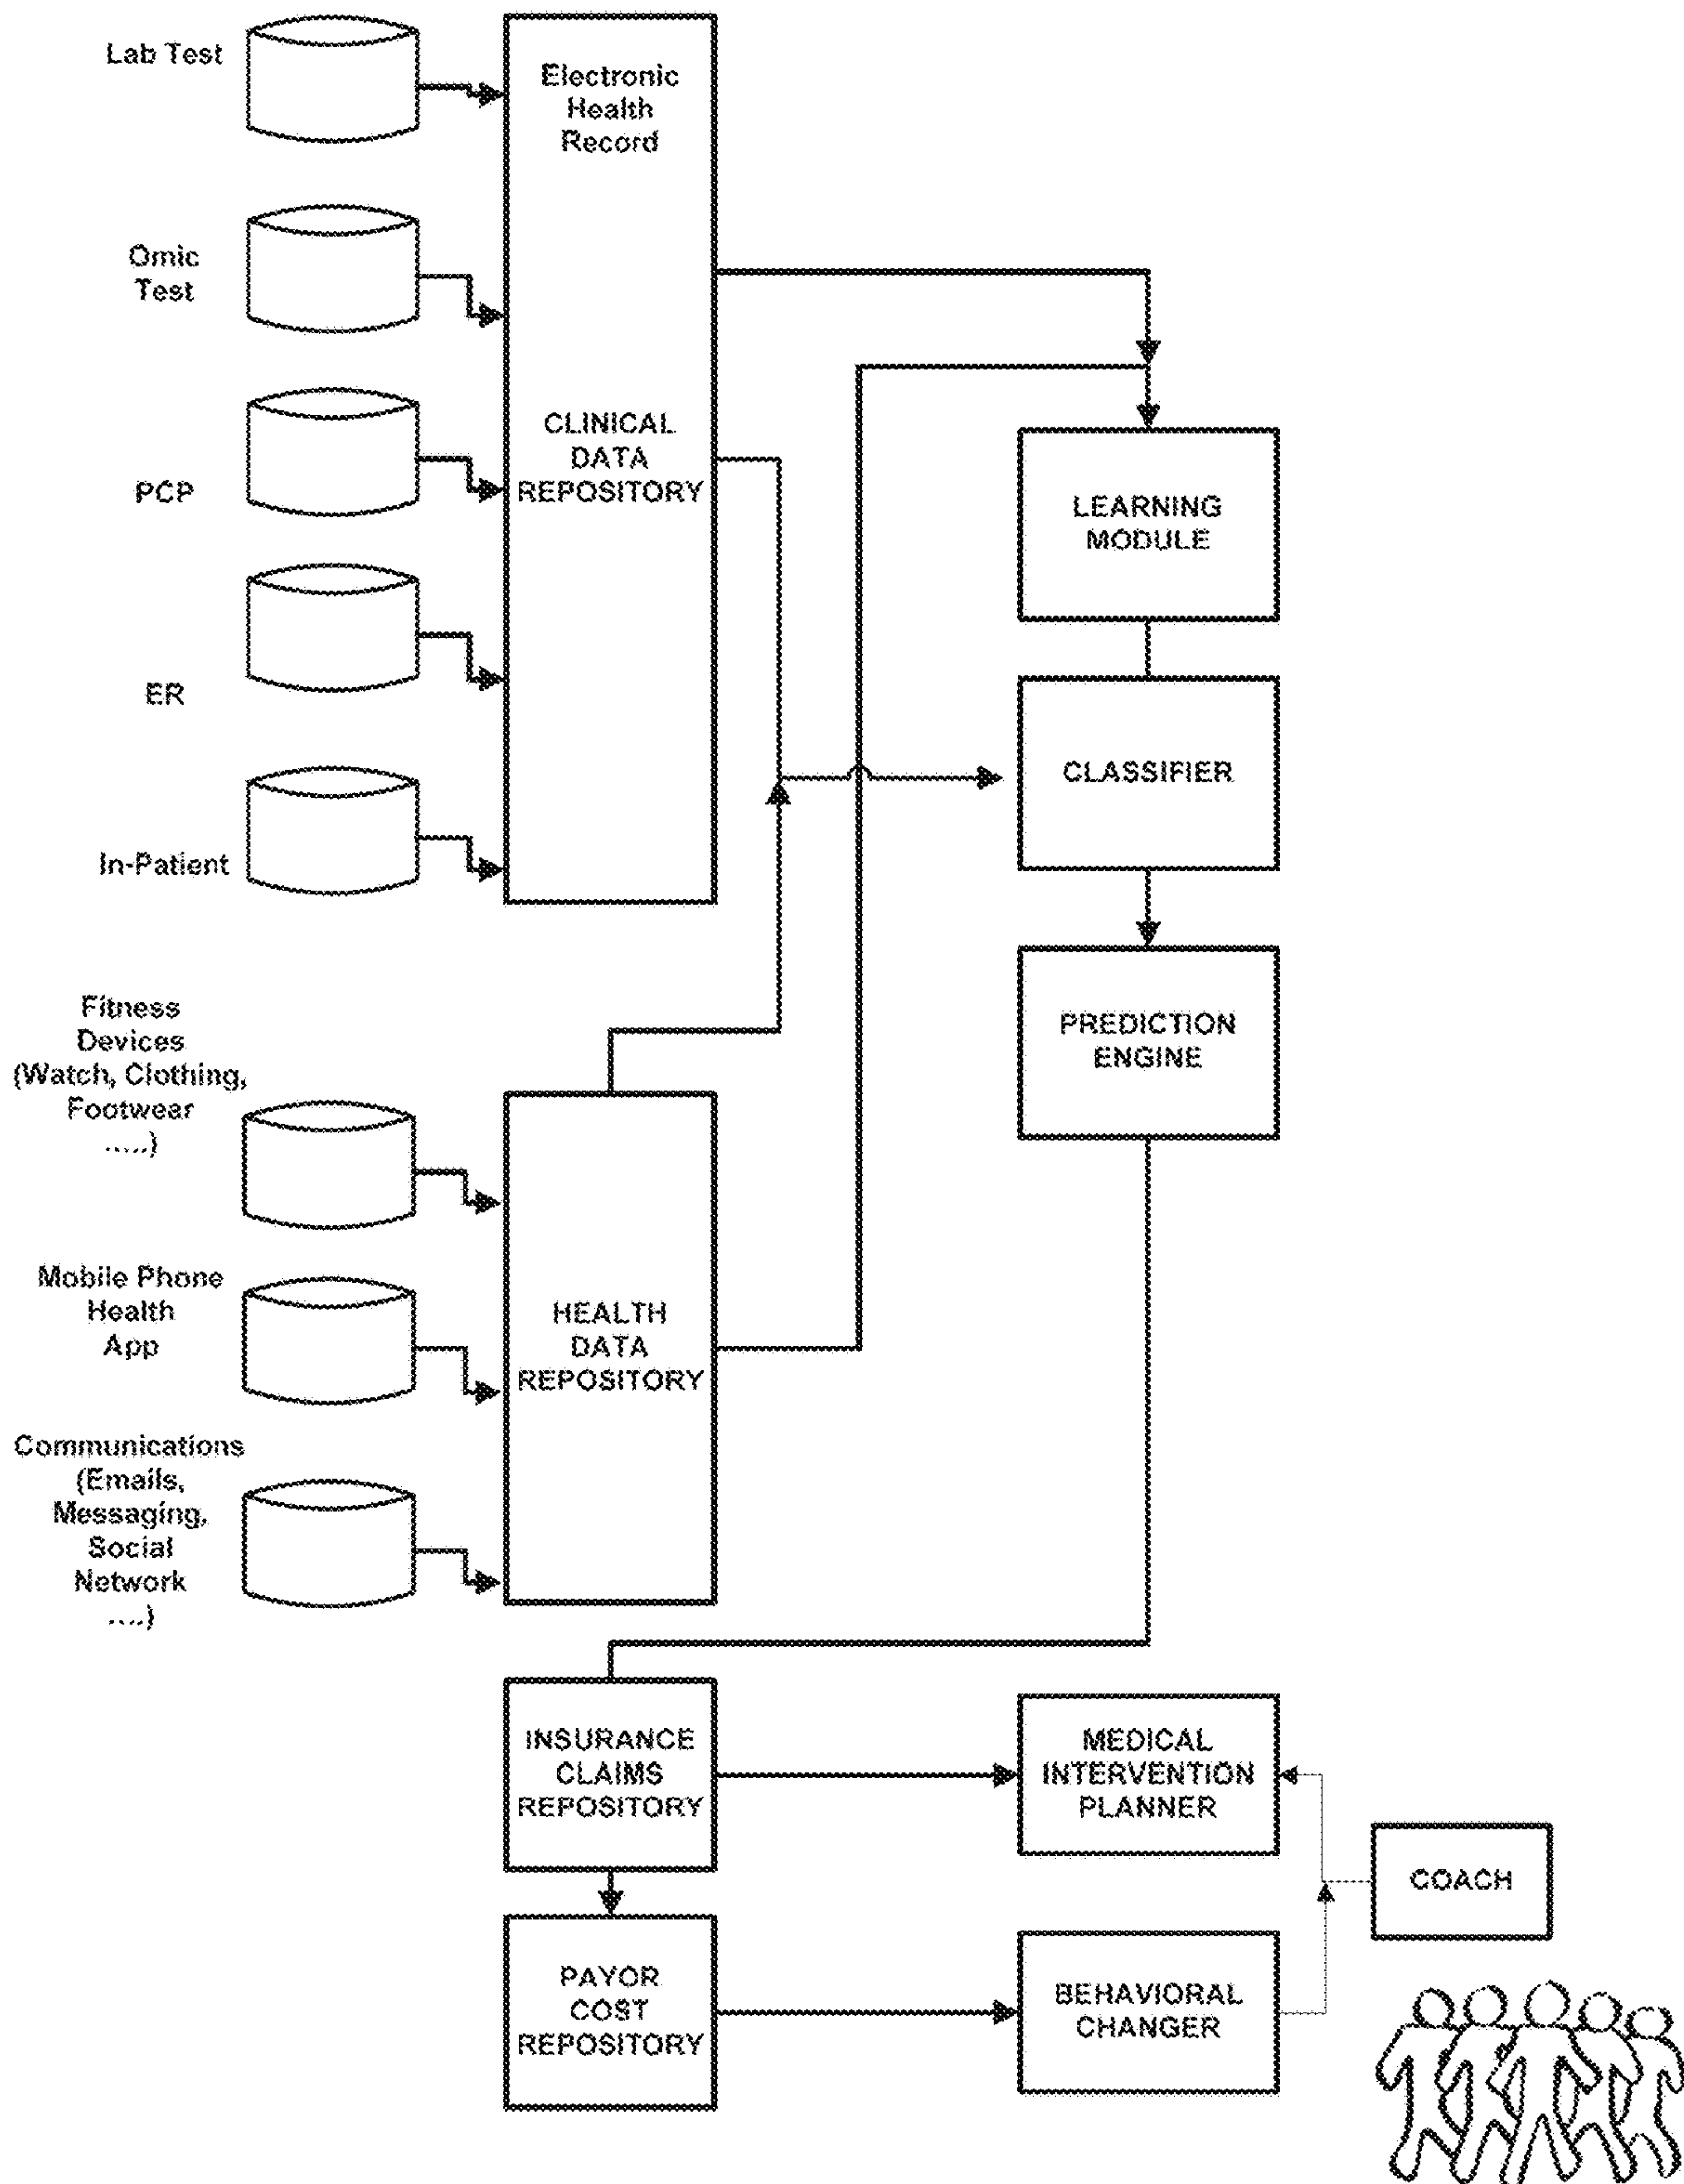 Lab Test
Electronic
Health
Record
Omic
Test
CLINICAL
DATA
REPOSITORY
PCP
LEARNING
MODULE
ER
CLASSIFIER
In-Patient
Fitness
Devices
(Watch, Clothing,
Footwear
.....)
PREDICTION
ENGINE
Mobile Phone
Health
App
HEALTH
DATA
REPOSITORY
Communications
(Emails,
Messaging,
Social
Network
....)
INSURANCE
CLAIMS
REPOSITORY
MEDICAL
INTERVENTION
PLANNER
COACH
PAYOR
COST
REPOSITORY
BEHAVIORAL
CHANGER